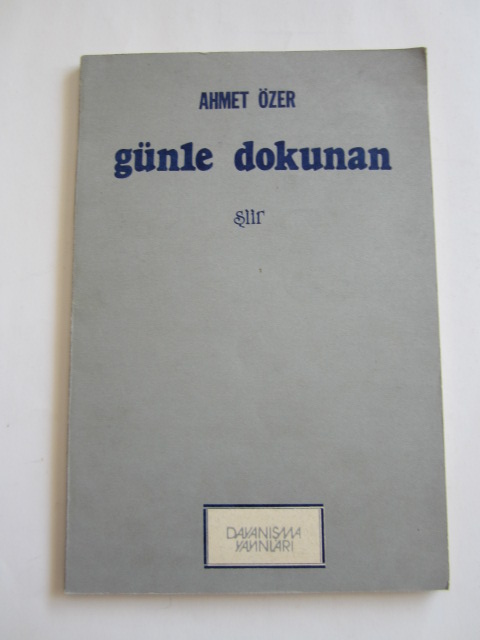 AHMET ÖZER
günle dokunan
şiir
DAYANIŞMA
YAYINLARI